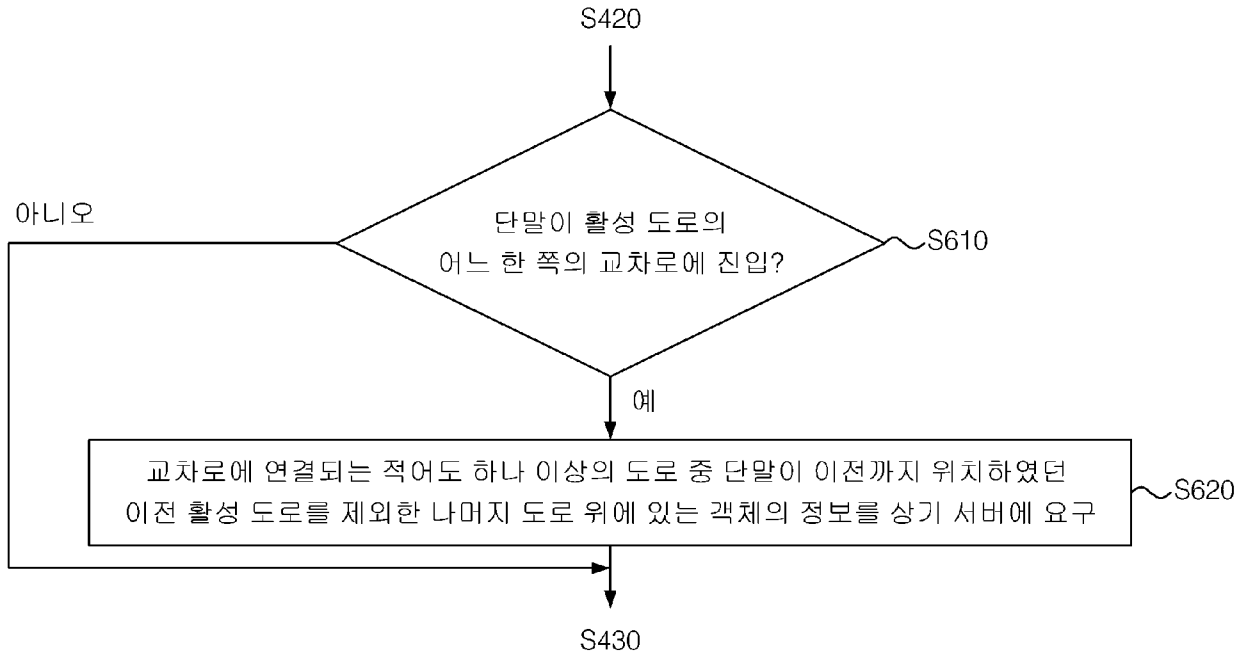 S420
아니오
단말이 활성 도로의
어느 한 쪽의 교차로에 진입?
S610
예
교차로에 연결되는 적어도 하나 이상의 도로 중 단말이 이전까지 위치하였던
이전 활성 도로를 제외한 나머지 도로 위에 있는 객체의 정보를 상기 서버에 요구
S620
S430